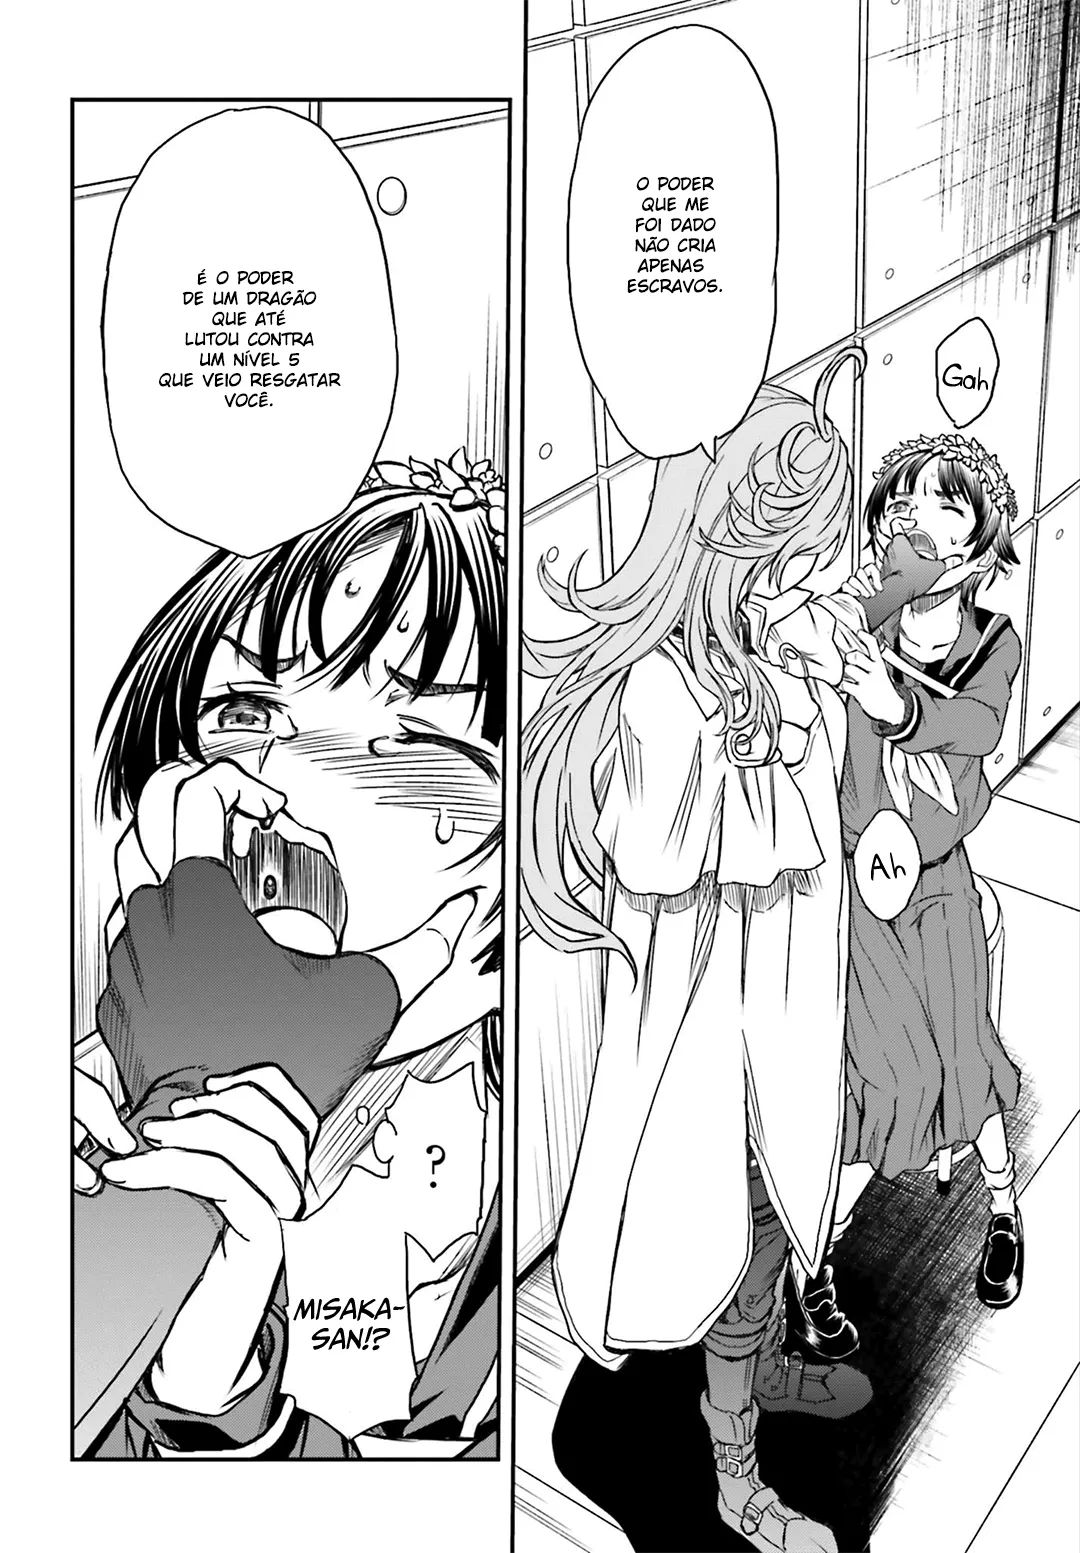 O PODER
QUE ME
FOI DADO
NÃO CRIA
APENAS
ESCRAVOS.
Gah
Ah
É O PODER
DE UM DRAGÃO
QUE ATÉ
LUTOU CONTRA
UM NÍVEL 5
QUE VEIO RESGATAR
VOCÊ.
?
MISAKA-
SAN!?